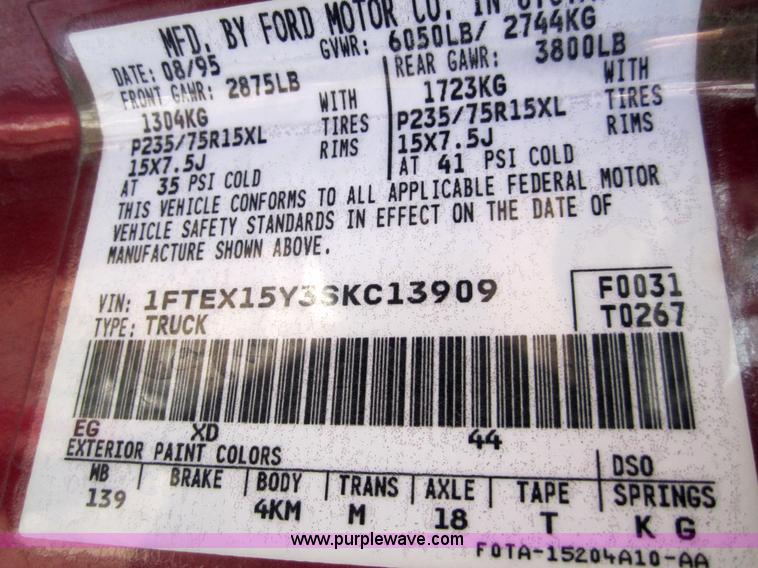 MFD. BY FORD MOTOR CO. IN
DATE: 08/95 GVWR: 6050LB/ 2744KG
FRONT GAWR: 2875LB REAR GAWR: 3800LB
1304KG WITH 1723KG WITH
P235/75R15XL TIRES P235/75R15XL TIRES
15X7.5J RIMS 15X7.5J RIMS
AT 35 PSI COLD AT 41 PSI COLD
THIS VEHICLE CONFORMS TO ALL APPLICABLE FEDERAL MOTOR
VEHICLE SAFETY STANDARDS IN EFFECT ON THE DATE OF
MANUFACTURE SHOWN ABOVE.
VIN: 1FTEX15Y3SKC13909 F0031
TYPE: TRUCK T0267
EG XD 44
EXTERIOR PAINT COLORS DSO
WB BRAKE BODY TRANS AXLE TAPE SPRINGS
139 4KM M 18 T K G
www.purplewave.com
F0TA-15204A10-AA